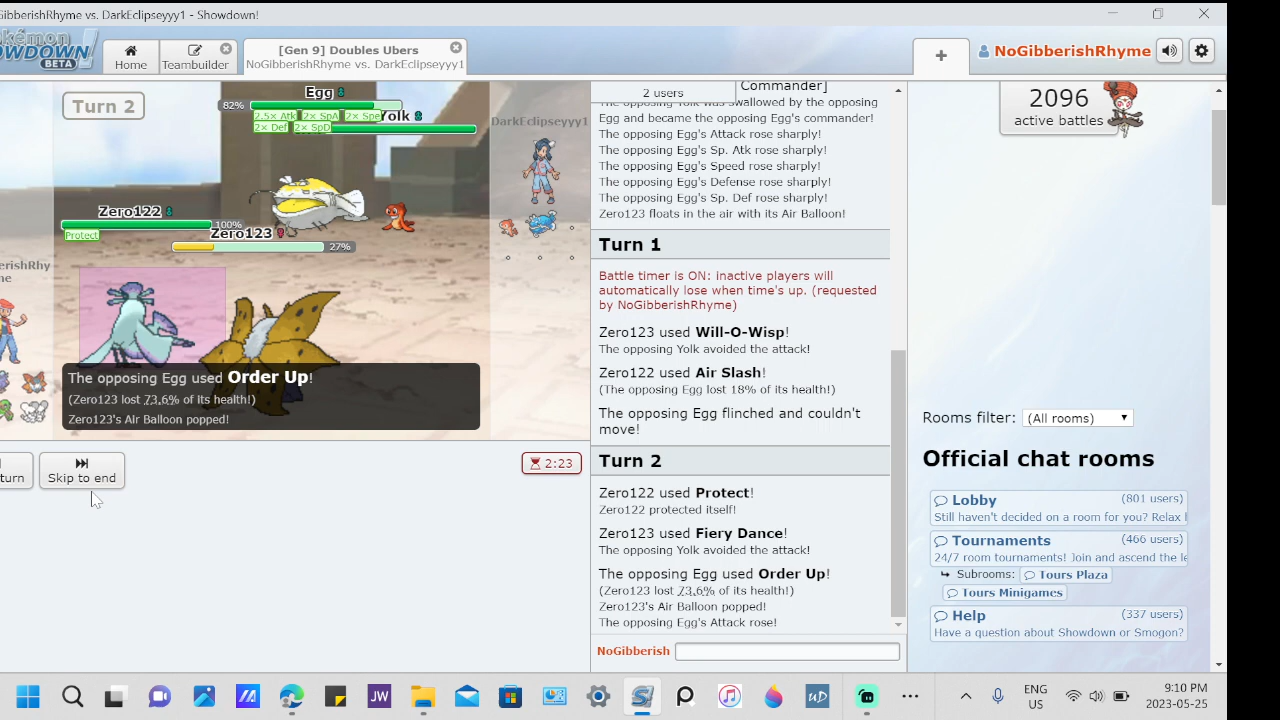 GibberishRhyme vs. DarkEclipseyyy1 - Showdown!
okémon
OWDOWN!
BETA
Home
Teambuilder
[Gen 9] Doubles Ubers
NoGibberishRhyme vs. DarkEclipseyyy1
+
NoGibberishRhyme
Turn 2
Egg
82%
2.5× Atk 2× SpA 2× Spe
2× Def 2× SpD
Yolk
DarkEclipseyyy1
Zero122
100%
Protect
Zero123
27%
berishRhy
me
The opposing Egg used Order Up!
(Zero123 lost 73.6% of its health!)
Zero123's Air Balloon popped!
turn
Skip to end
2:23
2 users
Commander]
The opposing Yolk was swallowed by the opposing
Egg and became the opposing Egg's commander!
The opposing Egg's Attack rose sharply!
The opposing Egg's Sp. Atk rose sharply!
The opposing Egg's Speed rose sharply!
The opposing Egg's Defense rose sharply!
The opposing Egg's Sp. Def rose sharply!
Zero123 floats in the air with its Air Balloon!
Turn 1
Battle timer is ON: inactive players will
automatically lose when time's up. (requested
by NoGibberishRhyme)
Zero123 used Will-O-Wisp!
The opposing Yolk avoided the attack!
Zero122 used Air Slash!
(The opposing Egg lost 18% of its health!)
The opposing Egg flinched and couldn't
move!
Turn 2
Zero122 used Protect!
Zero122 protected itself!
Zero123 used Fiery Dance!
The opposing Yolk avoided the attack!
The opposing Egg used Order Up!
(Zero123 lost 73.6% of its health!)
Zero123's Air Balloon popped!
The opposing Egg's Attack rose!
NoGibberish
2096
active battles
Rooms filter: (All rooms)
Official chat rooms
Lobby (801 users)
Still haven't decided on a room for you? Relax
Tournaments (466 users)
24/7 room tournaments! Join and ascend the le
Subrooms: Tours Plaza
Tours Minigames
Help (337 users)
Have a question about Showdown or Smogon?
JW
ENG
US
9:10 PM
2023-05-25